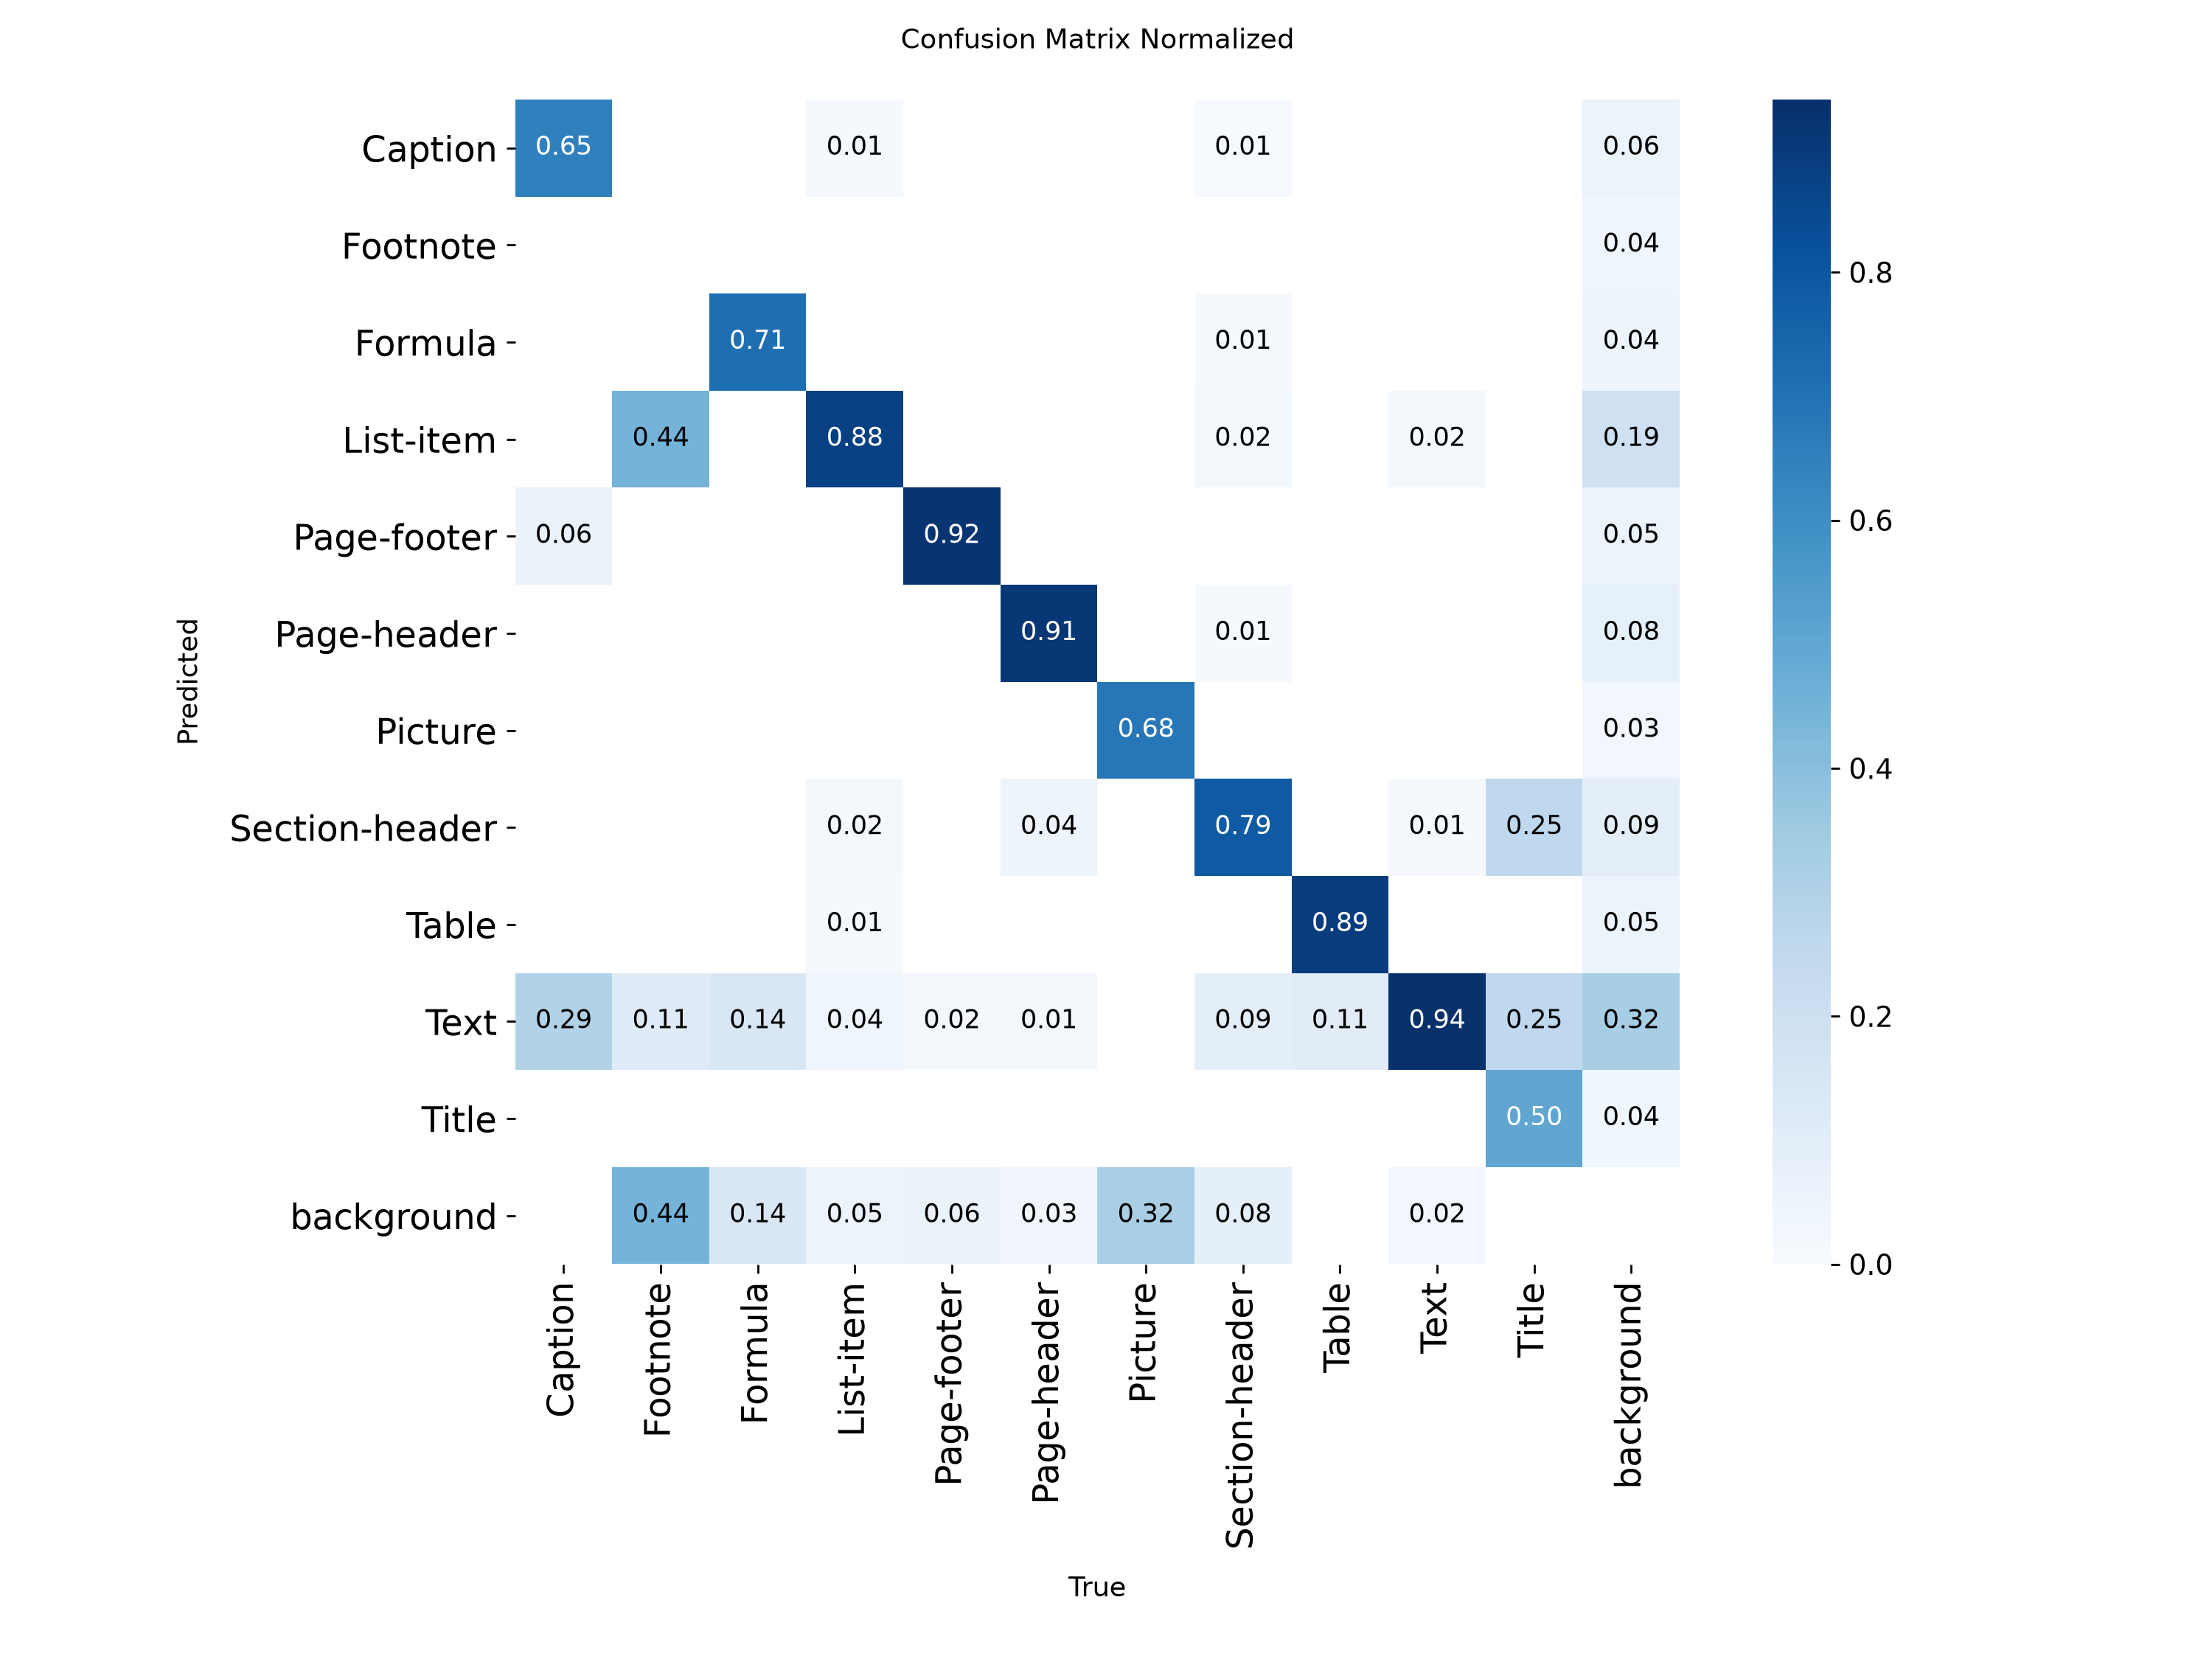 Confusion Matrix Normalized
Caption 0.65 0.01 0.01 0.06
Footnote 0.04
Formula 0.71 0.01 0.04
List-item 0.44 0.88 0.02 0.02 0.19
Page-footer 0.06 0.92 0.05
Page-header 0.91 0.01 0.08
Picture 0.68 0.03
Section-header 0.02 0.04 0.79 0.01 0.25 0.09
Table 0.01 0.89 0.05
Text 0.29 0.11 0.14 0.04 0.02 0.01 0.09 0.11 0.94 0.25 0.32
Title 0.50 0.04
background 0.44 0.14 0.05 0.06 0.03 0.32 0.08 0.02
Predicted
Caption
Footnote
Formula
List-item
Page-footer
Page-header
Picture
Section-header
Table
Text
Title
background
True
0.8
0.6
0.4
0.2
0.0